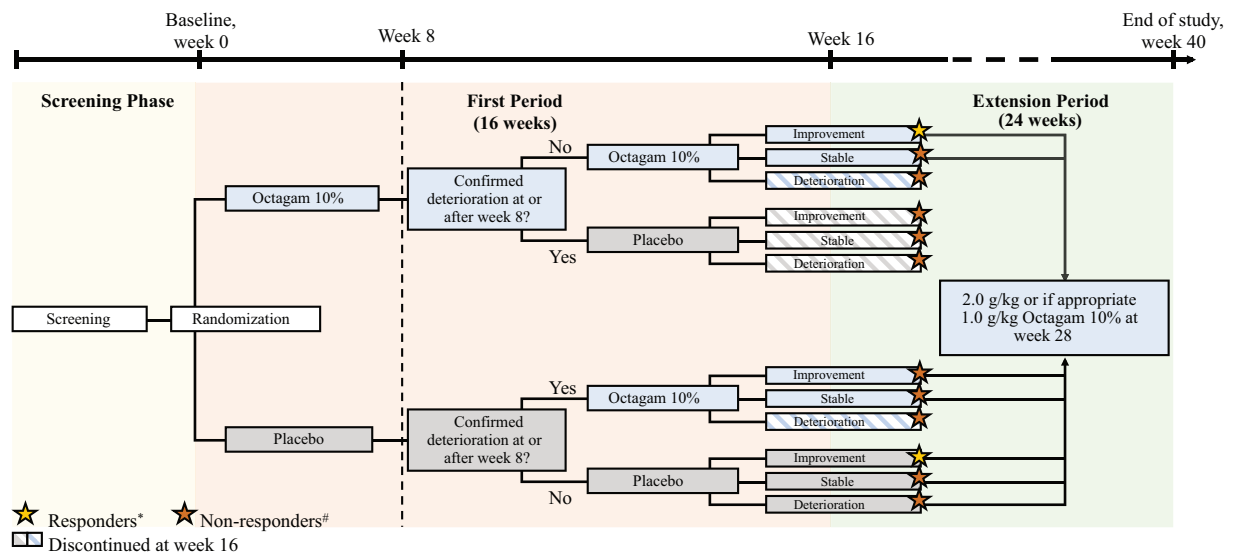 Baseline,
week 0
Week 8
Week 16
End of study,
week 40
Screening Phase
First Period
(16 weeks)
Extension Period
(24 weeks)
Screening
Randomization
Octagam 10%
Confirmed
deterioration at or
after week 8?
No
Octagam 10%
Improvement
Stable
Deterioration
Yes
Placebo
Improvement
Stable
Deterioration
2.0 g/kg or if appropriate
1.0 g/kg Octagam 10% at
week 28
Placebo
Confirmed
deterioration at or
after week 8?
Yes
Octagam 10%
Improvement
Stable
Deterioration
No
Placebo
Improvement
Stable
Deterioration
Responders*
Non-responders#
Discontinued at week 16